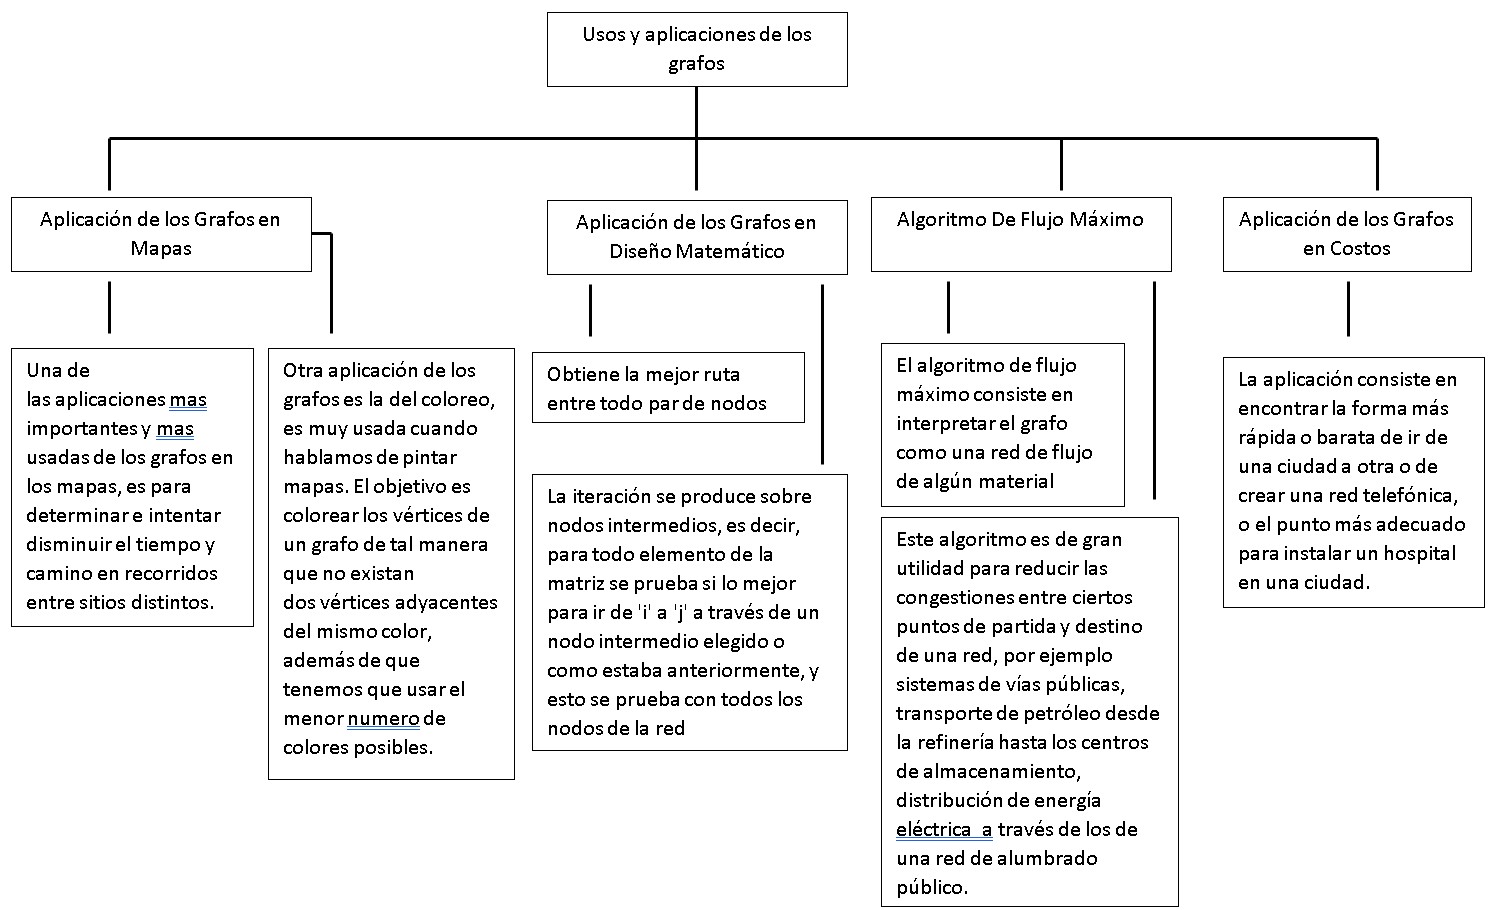 Usos y aplicaciones de los
grafos
Aplicación de los Grafos en
Mapas
Aplicación de los Grafos en
Diseño Matemático
Algoritmo De Flujo Máximo
Aplicación de los Grafos
en Costos
Una de
las aplicaciones mas
importantes y mas
usadas de los grafos en
los mapas, es para
determinar e intentar
disminuir el tiempo y
camino en recorridos
entre sitios distintos.
Otra aplicación de los
grafos es la del coloreo,
es muy usada cuando
hablamos de pintar
mapas. El objetivo es
colorear los vértices de
un grafo de tal manera
que no existan
dos vértices adyacentes
del mismo color,
además de que
tenemos que usar el
menor numero de
colores posibles.
Obtiene la mejor ruta
entre todo par de nodos
La iteración se produce sobre
nodos intermedios, es decir,
para todo elemento de la
matriz se prueba si lo mejor
para ir de 'i' a 'j' a través de un
nodo intermedio elegido o
como estaba anteriormente, y
esto se prueba con todos los
nodos de la red
El algoritmo de flujo
máximo consiste en
interpretar el grafo
como una red de flujo
de algún material
Este algoritmo es de gran
utilidad para reducir las
congestiones entre ciertos
puntos de partida y destino
de una red, por ejemplo
sistemas de vías públicas,
transporte de petróleo desde
la refinería hasta los centros
de almacenamiento,
distribución de energía
eléctrica  a través de los de
una red de alumbrado
público.
La aplicación consiste en
encontrar la forma más
rápida o barata de ir de
una ciudad a otra o de
crear una red telefónica,
o el punto más adecuado
para instalar un hospital
en una ciudad.